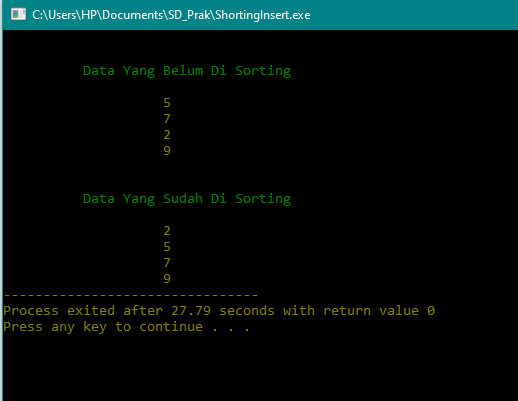 C:\Users\HP\Documents\SD_Prak\ShortingInsert.exe
Data Yang Belum Di Sorting
5
7
2
9
Data Yang Sudah Di Sorting
2
5
7
9
--------------------------------
Process exited after 27.79 seconds with return value 0
Press any key to continue . . .